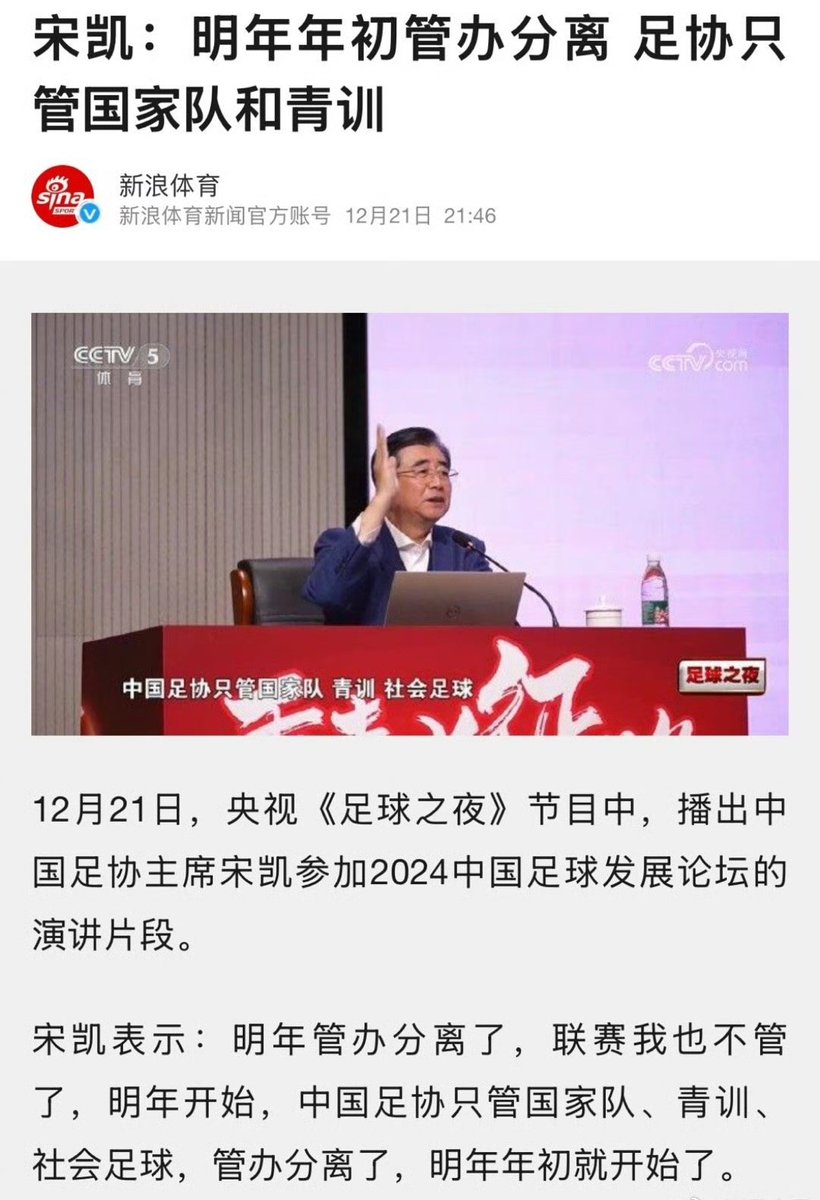 宋凯：明年年初管办分离 足协只
管国家队和青训
sina
SPOR
新浪体育
新浪体育新闻官方账号 12月21日 21:46
CCTV 5
体育
央视网
CCTV.com
中国足协只管国家队 青训 社会足球
足球之夜
征
12月21日，央视《足球之夜》节目中，播出中
国足协主席宋凯参加2024中国足球发展论坛的
演讲片段。
宋凯表示：明年管办分离了，联赛我也不管
了，明年开始，中国足协只管国家队、青训、
社会足球，管办分离了，明年年初就开始了。